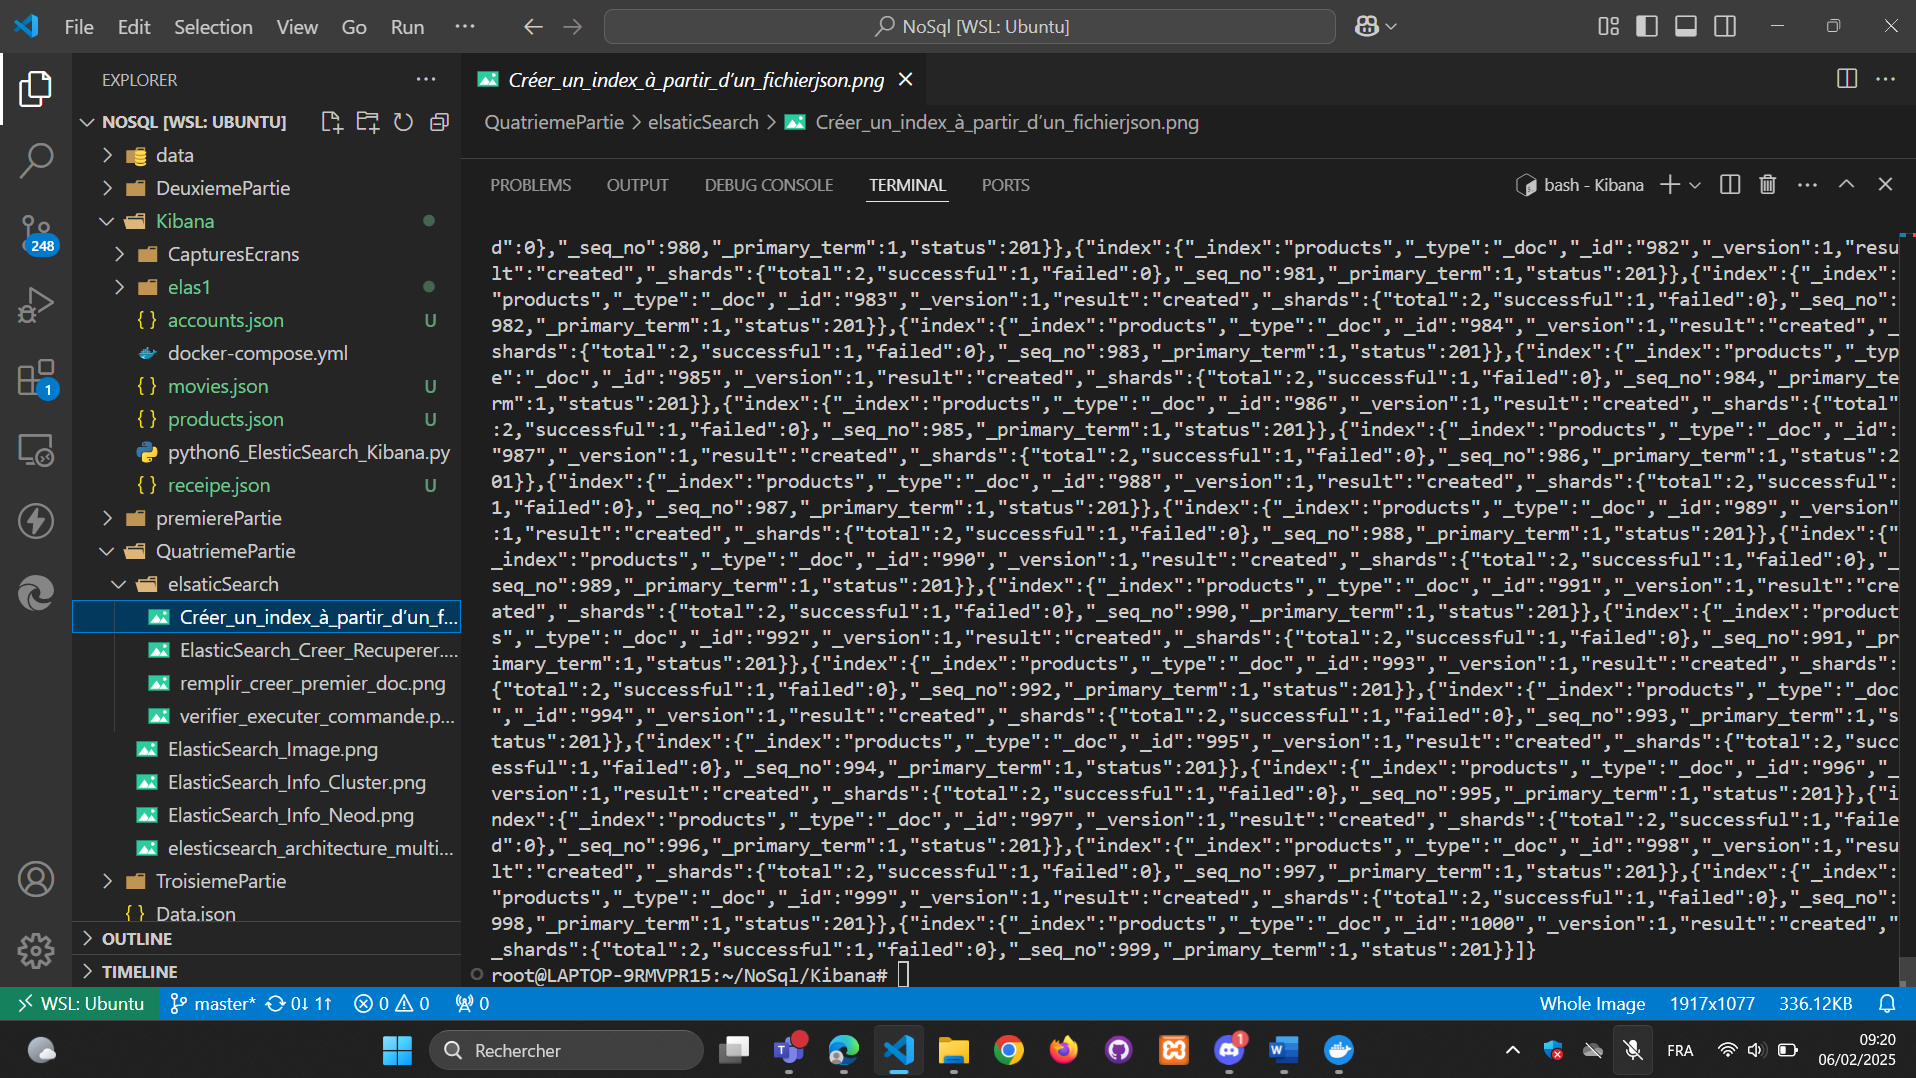 File Edit Selection View Go Run ···
NoSql [WSL: Ubuntu]
EXPLORER
Créer_un_index_à_partir_d’un_fichierjson.png
NOSQL [WSL: UBUNTU]
QuatriemePartie > elsaticSearch > Créer_un_index_à_partir_d’un_fichierjson.png
data
DeuxiemePartie
Kibana
CapturesEcrans
elas1
accounts.json U
docker-compose.yml
movies.json U
products.json U
python6_ElesticSearch_Kibana.py
receipe.json U
premierePartie
QuatriemePartie
elsaticSearch
Créer_un_index_à_partir_d’un_f...
ElasticSearch_Creer_Recuperer....
remplir_creer_premier_doc.png
verifier_executer_commande.p...
ElasticSearch_Image.png
ElasticSearch_Info_Cluster.png
ElasticSearch_Info_Neod.png
elesticsearch_architecture_multi...
TroisiemePartie
Data.json
OUTLINE
TIMELINE
248
1
PROBLEMS OUTPUT DEBUG CONSOLE TERMINAL PORTS
bash - Kibana
d":0},"_seq_no":980,"_primary_term":1,"status":201}},{"index":{"_index":"products","_type":"_doc","_id":"982","_version":1,"resu
lt":"created","_shards":{"total":2,"successful":1,"failed":0},"_seq_no":981,"_primary_term":1,"status":201}},{"index":{"_index":
"products","_type":"_doc","_id":"983","_version":1,"result":"created","_shards":{"total":2,"successful":1,"failed":0},"_seq_no":
982,"_primary_term":1,"status":201}},{"index":{"_index":"products","_type":"_doc","_id":"984","_version":1,"result":"created","_
shards":{"total":2,"successful":1,"failed":0},"_seq_no":983,"_primary_term":1,"status":201}},{"index":{"_index":"products","_typ
e":"_doc","_id":"985","_version":1,"result":"created","_shards":{"total":2,"successful":1,"failed":0},"_seq_no":984,"_primary_te
rm":1,"status":201}},{"index":{"_index":"products","_type":"_doc","_id":"986","_version":1,"result":"created","_shards":{"total"
:2,"successful":1,"failed":0},"_seq_no":985,"_primary_term":1,"status":201}},{"index":{"_index":"products","_type":"_doc","_id":
"987","_version":1,"result":"created","_shards":{"total":2,"successful":1,"failed":0},"_seq_no":986,"_primary_term":1,"status":2
01}},{"index":{"_index":"products","_type":"_doc","_id":"988","_version":1,"result":"created","_shards":{"total":2,"successful":
1,"failed":0},"_seq_no":987,"_primary_term":1,"status":201}},{"index":{"_index":"products","_type":"_doc","_id":"989","_version"
:1,"result":"created","_shards":{"total":2,"successful":1,"failed":0},"_seq_no":988,"_primary_term":1,"status":201}},{"index":{"
_index":"products","_type":"_doc","_id":"990","_version":1,"result":"created","_shards":{"total":2,"successful":1,"failed":0},"_
seq_no":989,"_primary_term":1,"status":201}},{"index":{"_index":"products","_type":"_doc","_id":"991","_version":1,"result":"cre
ated","_shards":{"total":2,"successful":1,"failed":0},"_seq_no":990,"_primary_term":1,"status":201}},{"index":{"_index":"product
s","_type":"_doc","_id":"992","_version":1,"result":"created","_shards":{"total":2,"successful":1,"failed":0},"_seq_no":991,"_pr
imary_term":1,"status":201}},{"index":{"_index":"products","_type":"_doc","_id":"993","_version":1,"result":"created","_shards":
{"total":2,"successful":1,"failed":0},"_seq_no":992,"_primary_term":1,"status":201}},{"index":{"_index":"products","_type":"_doc
","_id":"994","_version":1,"result":"created","_shards":{"total":2,"successful":1,"failed":0},"_seq_no":993,"_primary_term":1,"s
tatus":201}},{"index":{"_index":"products","_type":"_doc","_id":"995","_version":1,"result":"created","_shards":{"total":2,"succ
essful":1,"failed":0},"_seq_no":994,"_primary_term":1,"status":201}},{"index":{"_index":"products","_type":"_doc","_id":"996","_
version":1,"result":"created","_shards":{"total":2,"successful":1,"failed":0},"_seq_no":995,"_primary_term":1,"status":201}},{"i
ndex":{"_index":"products","_type":"_doc","_id":"997","_version":1,"result":"created","_shards":{"total":2,"successful":1,"faile
d":0},"_seq_no":996,"_primary_term":1,"status":201}},{"index":{"_index":"products","_type":"_doc","_id":"998","_version":1,"resu
lt":"created","_shards":{"total":2,"successful":1,"failed":0},"_seq_no":997,"_primary_term":1,"status":201}},{"index":{"_index":
"products","_type":"_doc","_id":"999","_version":1,"result":"created","_shards":{"total":2,"successful":1,"failed":0},"_seq_no":
998,"_primary_term":1,"status":201}},{"index":{"_index":"products","_type":"_doc","_id":"1000","_version":1,"result":"created","
_shards":{"total":2,"successful":1,"failed":0},"_seq_no":999,"_primary_term":1,"status":201}}]}
root@LAPTOP-9RMVPR15:~/NoSql/Kibana#
WSL: Ubuntu master* 0↓ 1↑ 0 0 0 Whole Image 1917x1077 336.12KB
Rechercher 1 FRA 09:20
06/02/2025